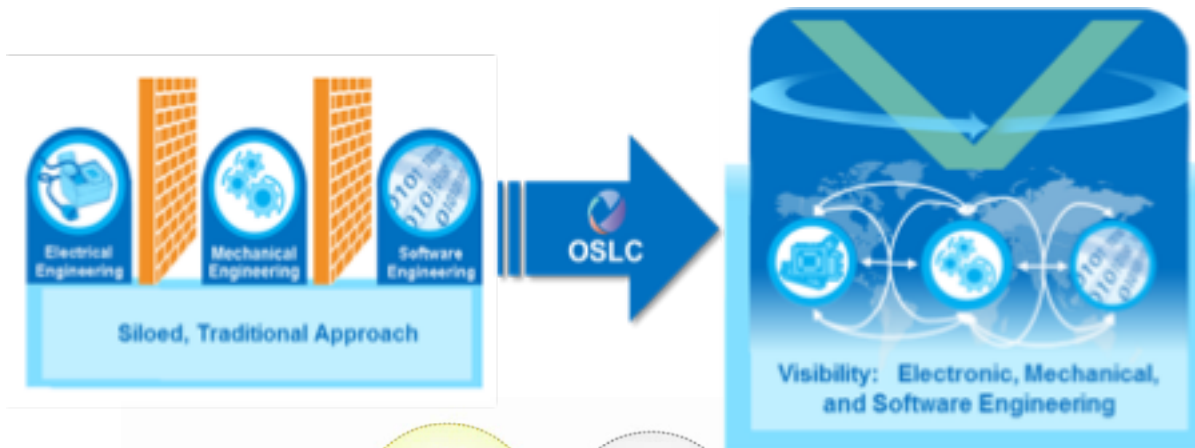 Electrical
Engineering
Mechanical
Engineering
Software
Engineering
Siloed, Traditional Approach
OSLC
Visibility: Electronic, Mechanical,
and Software Engineering